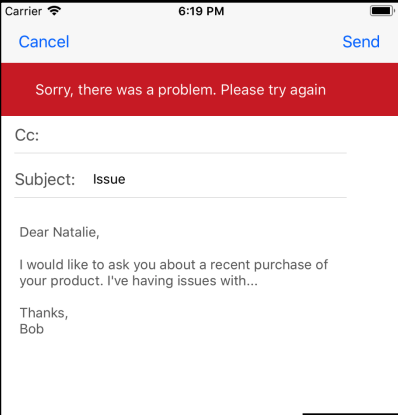 Carrier 6:19 PM
Cancel Send
Sorry, there was a problem. Please try again
Cc:
Subject: Issue
Dear Natalie,
I would like to ask you about a recent purchase of
your product. I've having issues with...
Thanks,
Bob